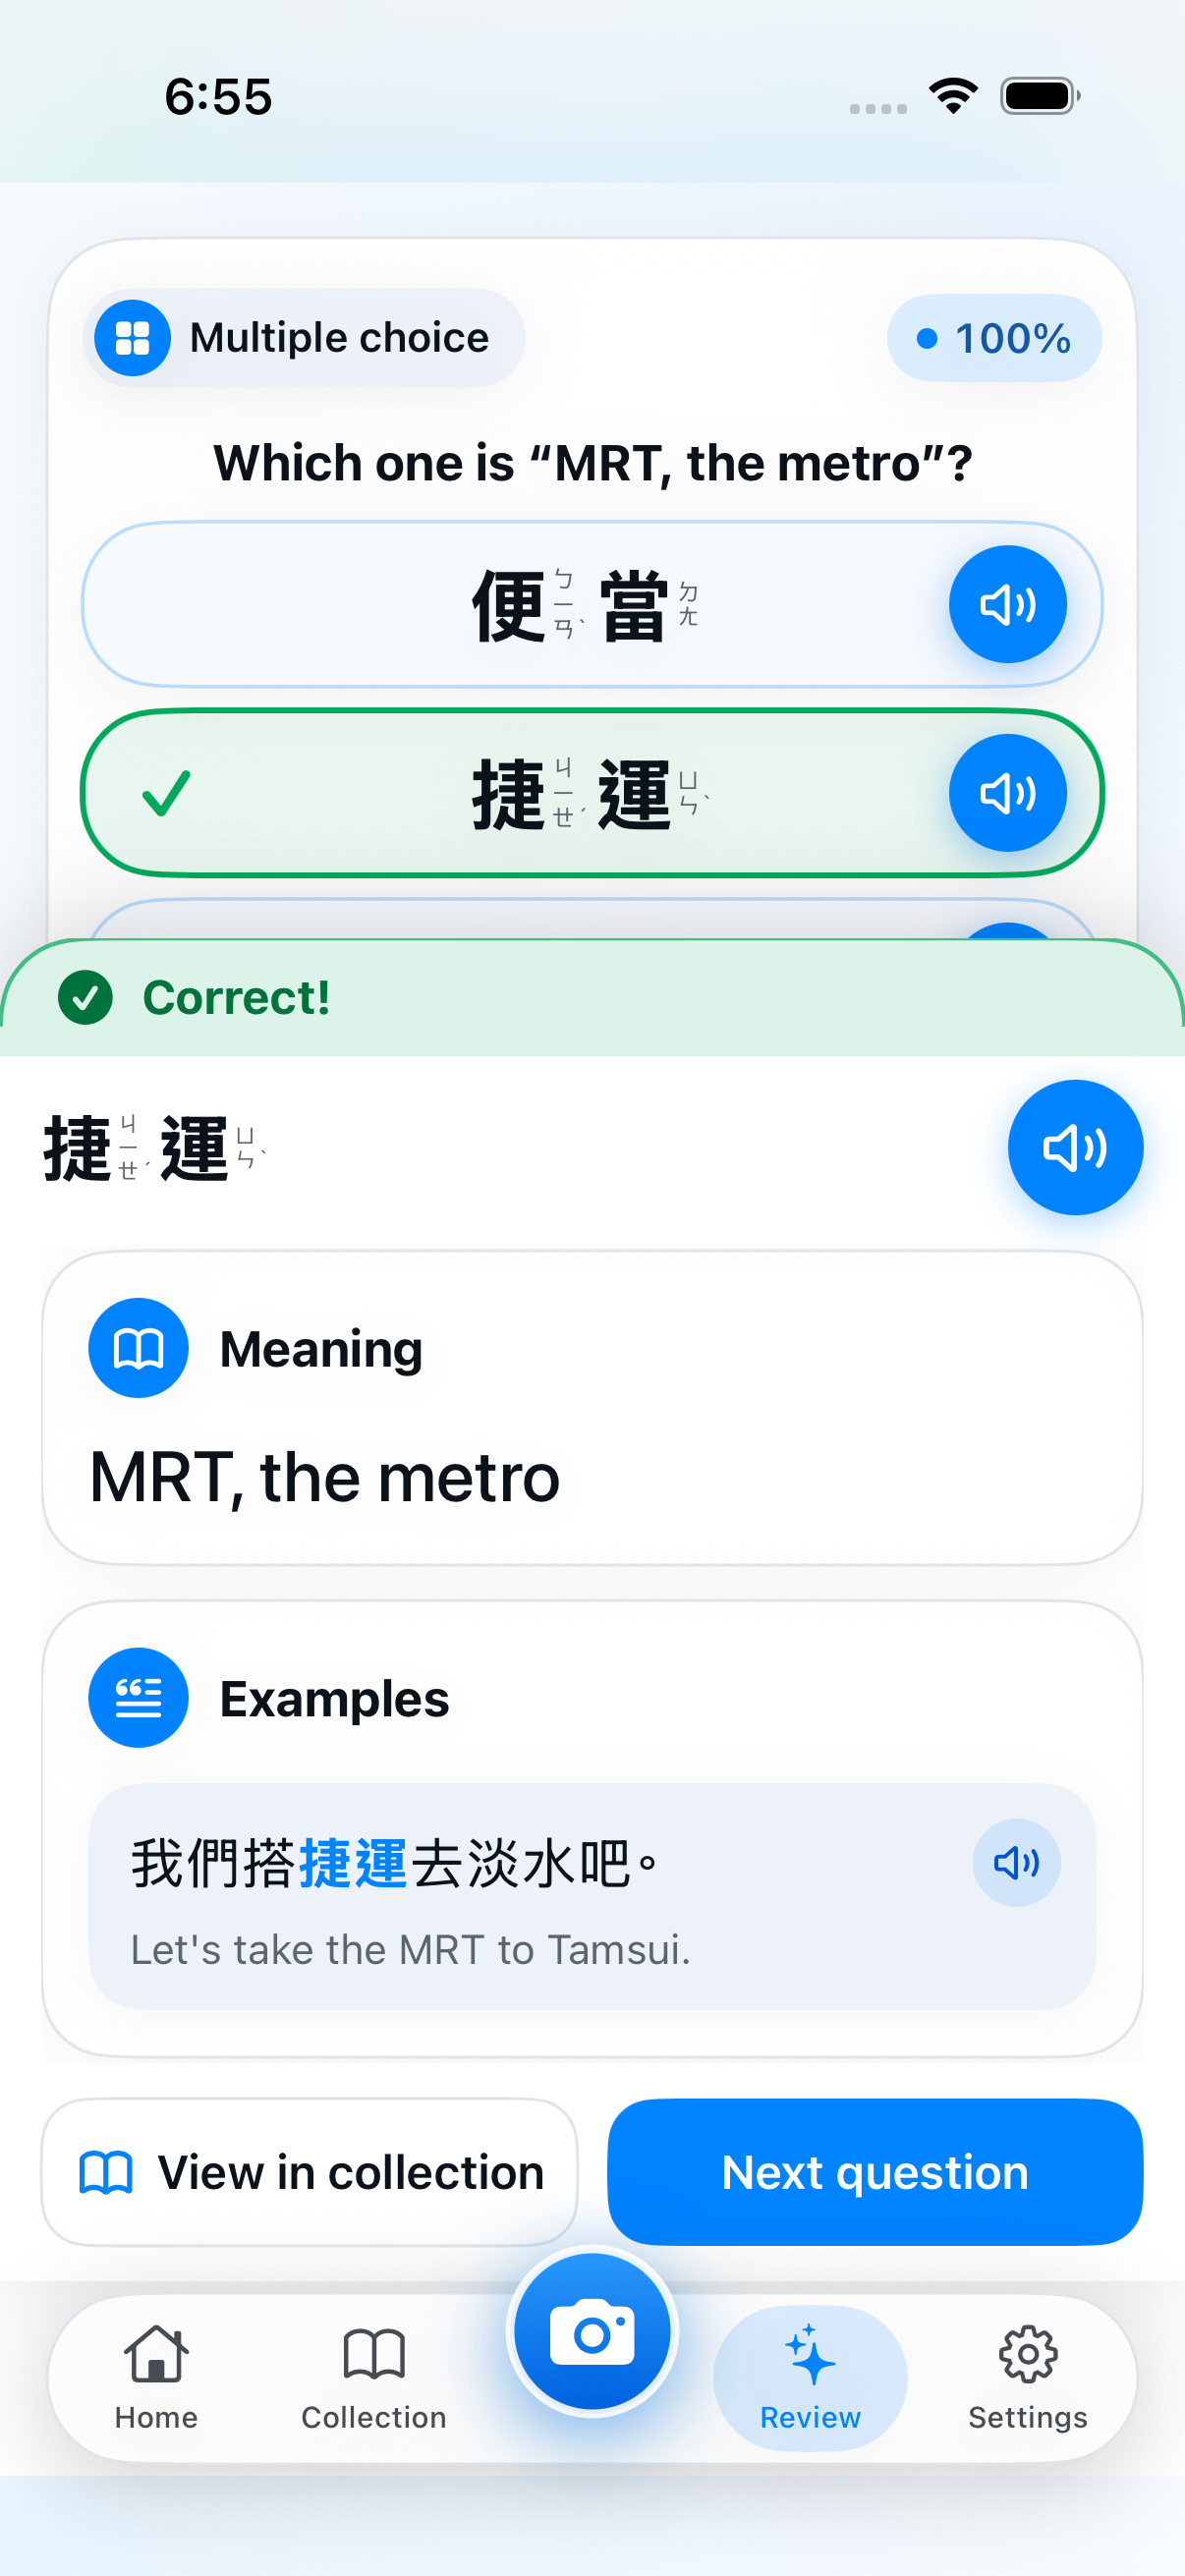 6:55
Multiple choice
100%
Which one is “MRT, the metro”?
便ㄅㄧㄢˋ當ㄉㄤ
捷ㄐㄧㄝˊ運ㄩㄣˋ
Correct!
捷ㄐㄧㄝˊ運ㄩㄣˋ
Meaning
MRT, the metro
Examples
我們搭捷運去淡水吧。
Let's take the MRT to Tamsui.
View in collection
Next question
Home
Collection
Review
Settings